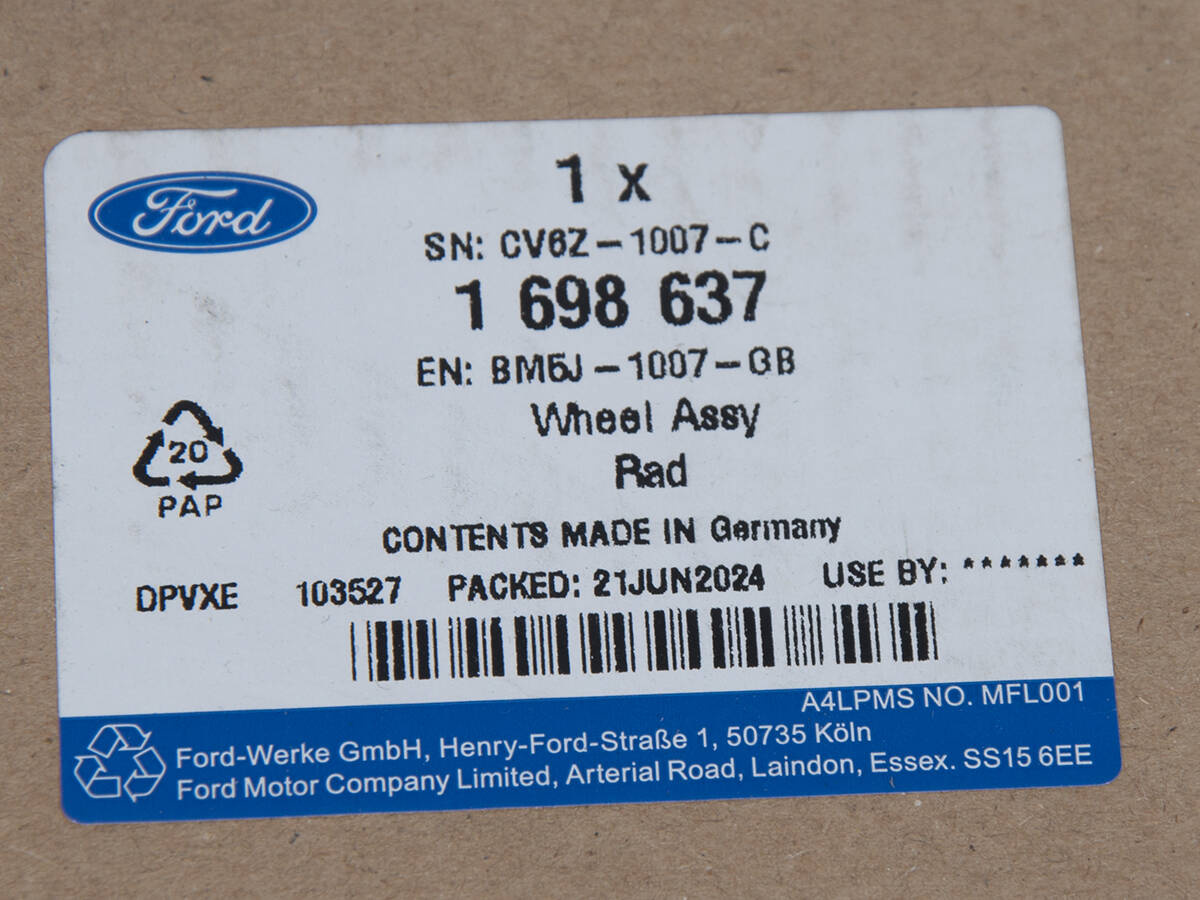 Ford
1 x
SN: CV6Z-1007-C
1 698 637
EN: BM5J-1007-GB
Wheel Assy
Rad
20
PAP
CONTENTS MADE IN Germany
DPVXE 103527 PACKED: 21JUN2024 USE BY: *******
A4LPMS NO. MFL001
Ford-Werke GmbH, Henry-Ford-Straße 1, 50735 Köln
Ford Motor Company Limited, Arterial Road, Laindon, Essex. SS15 6EE